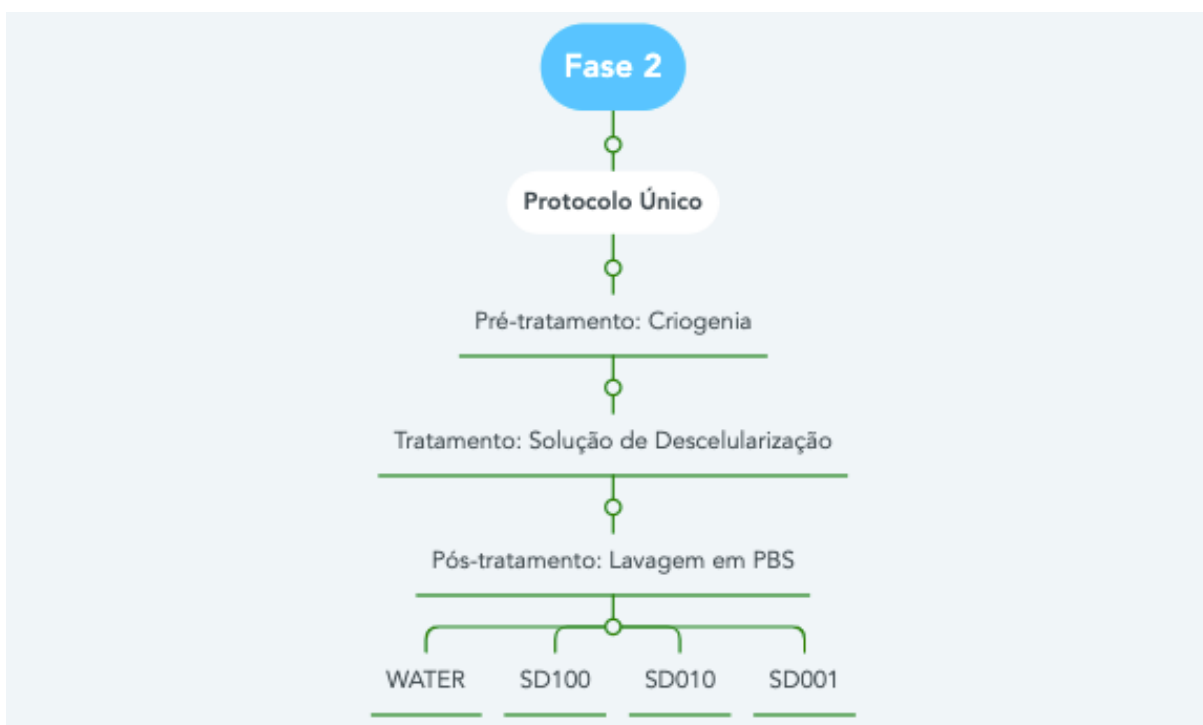 Fase 2
Protocolo Único
Pré-tratamento: Criogenia
Tratamento: Solução de Descelularização
Pós-tratamento: Lavagem em PBS
WATER SD100 SD010 SD001